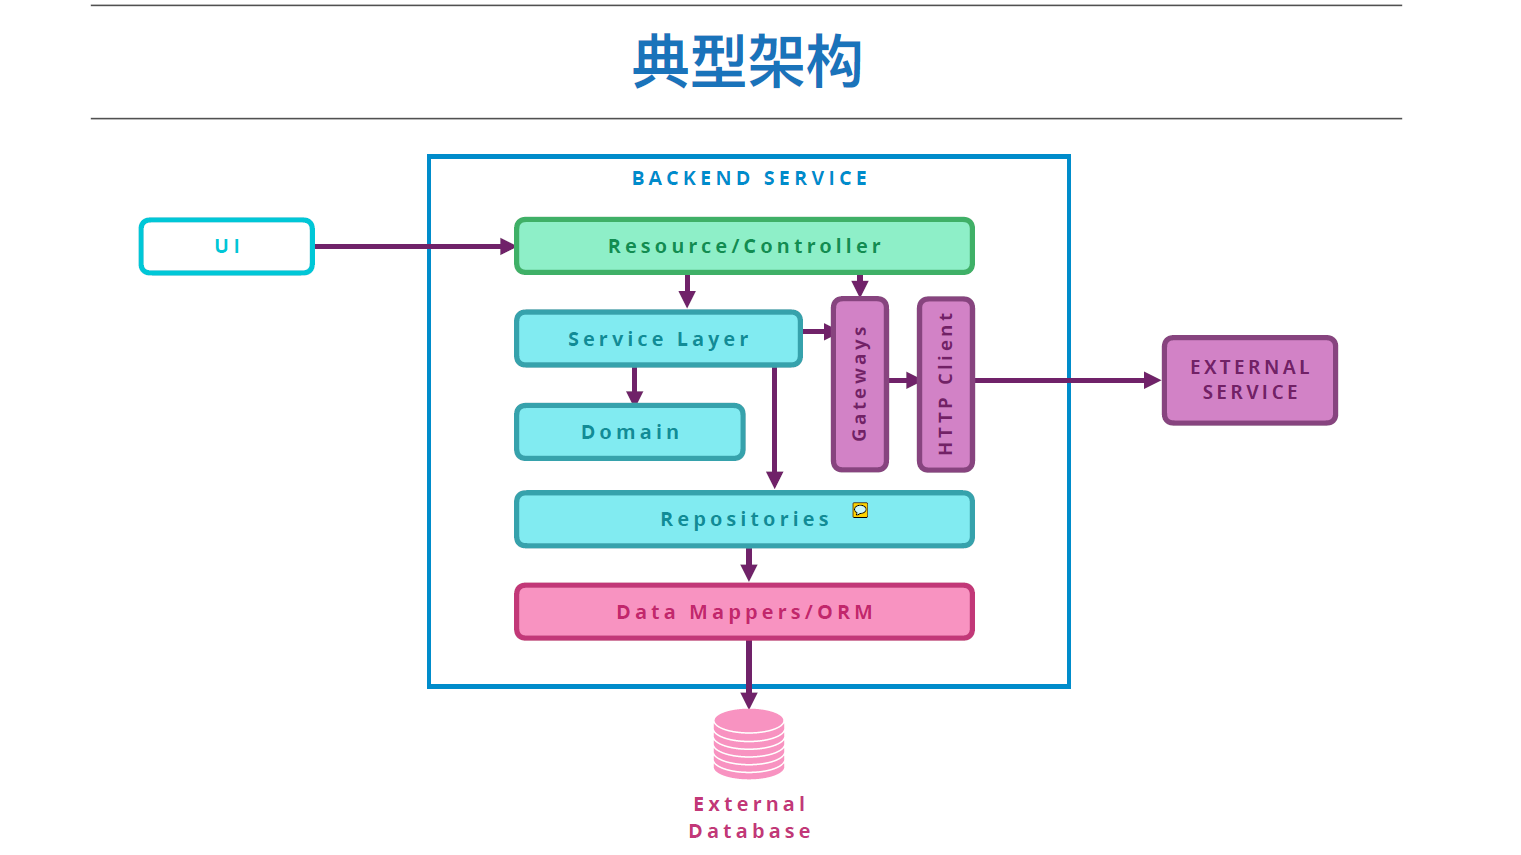 典型架构
BACKEND SERVICE
UI
Resource/Controller
Service Layer
Gateways
HTTP Client
EXTERNAL
SERVICE
Domain
Repositories
Data Mappers/ORM
External
Database